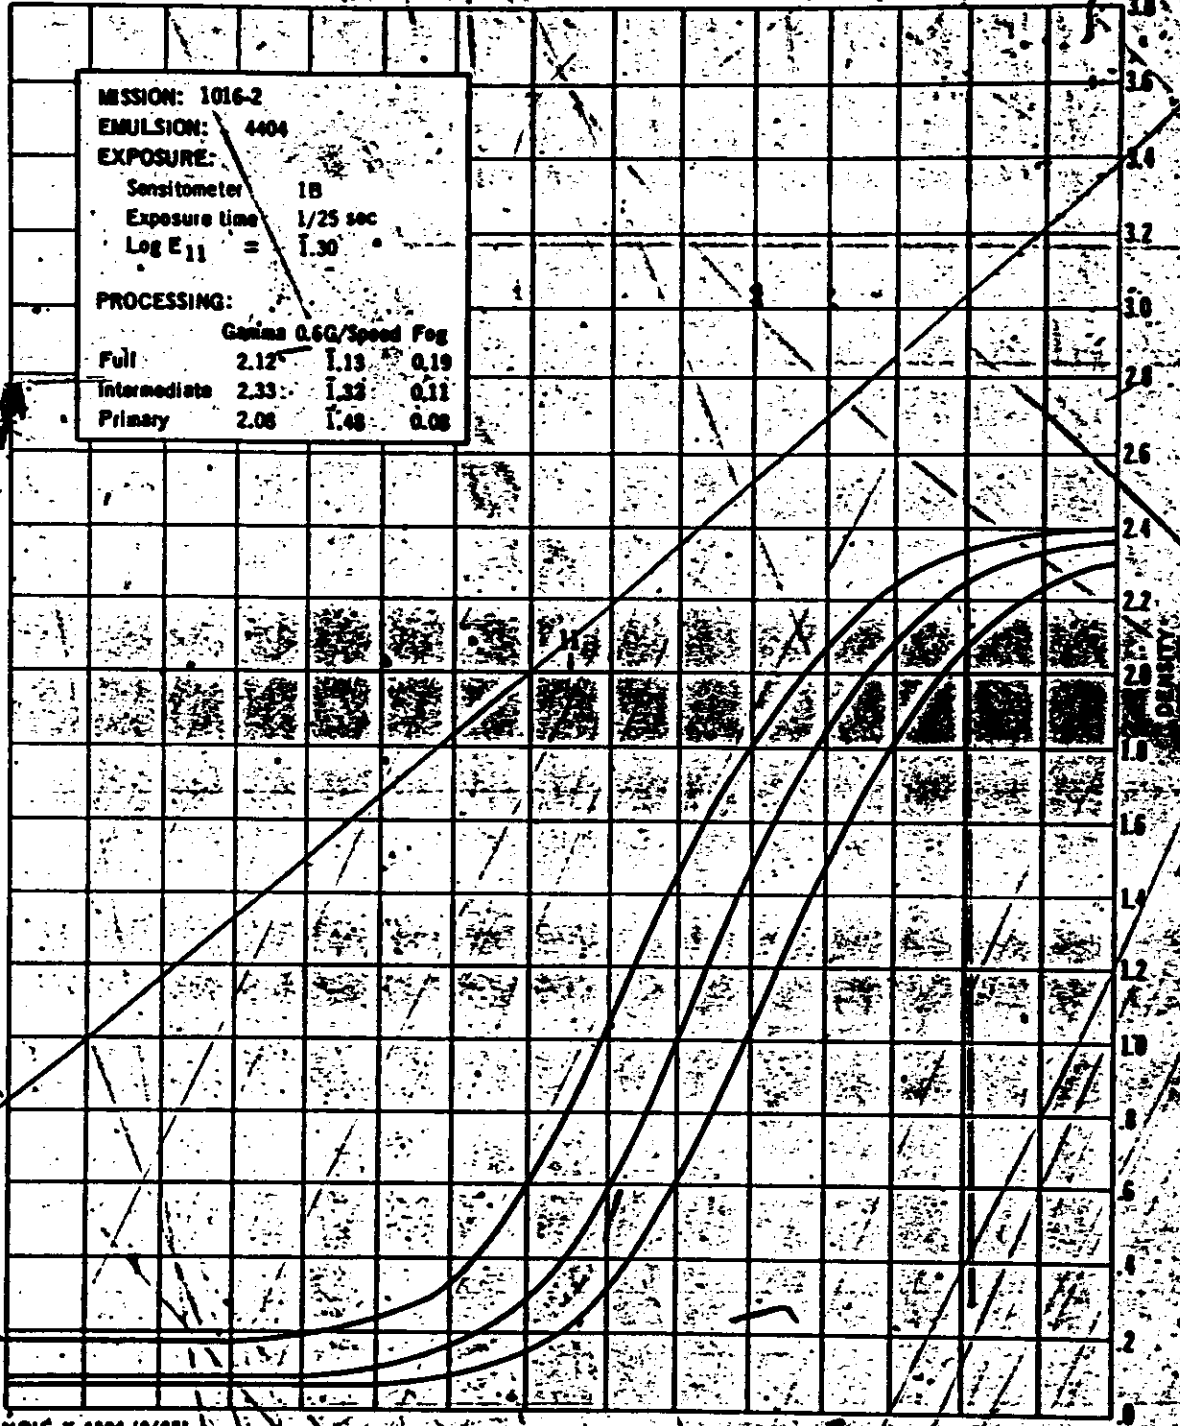 MISSION: 1016-2
EMULSION: 4404
EXPOSURE:
Sensitometer 1B
Exposure time 1/25 sec
Log E11 = 1̄.30
PROCESSING:
Gamma 0.6G/Speed Fog
Full 2.12 1̄.13 0.19
Intermediate 2.33 1̄.32 0.11
Primary 2.08 1̄.48 0.08
3.8
3.6
3.4
3.2
3.0
2.8
2.6
2.4
2.2
2.0
DENSITY
1.8
1.6
1.4
1.2
1.0
.8
.6
.4
.2
.0